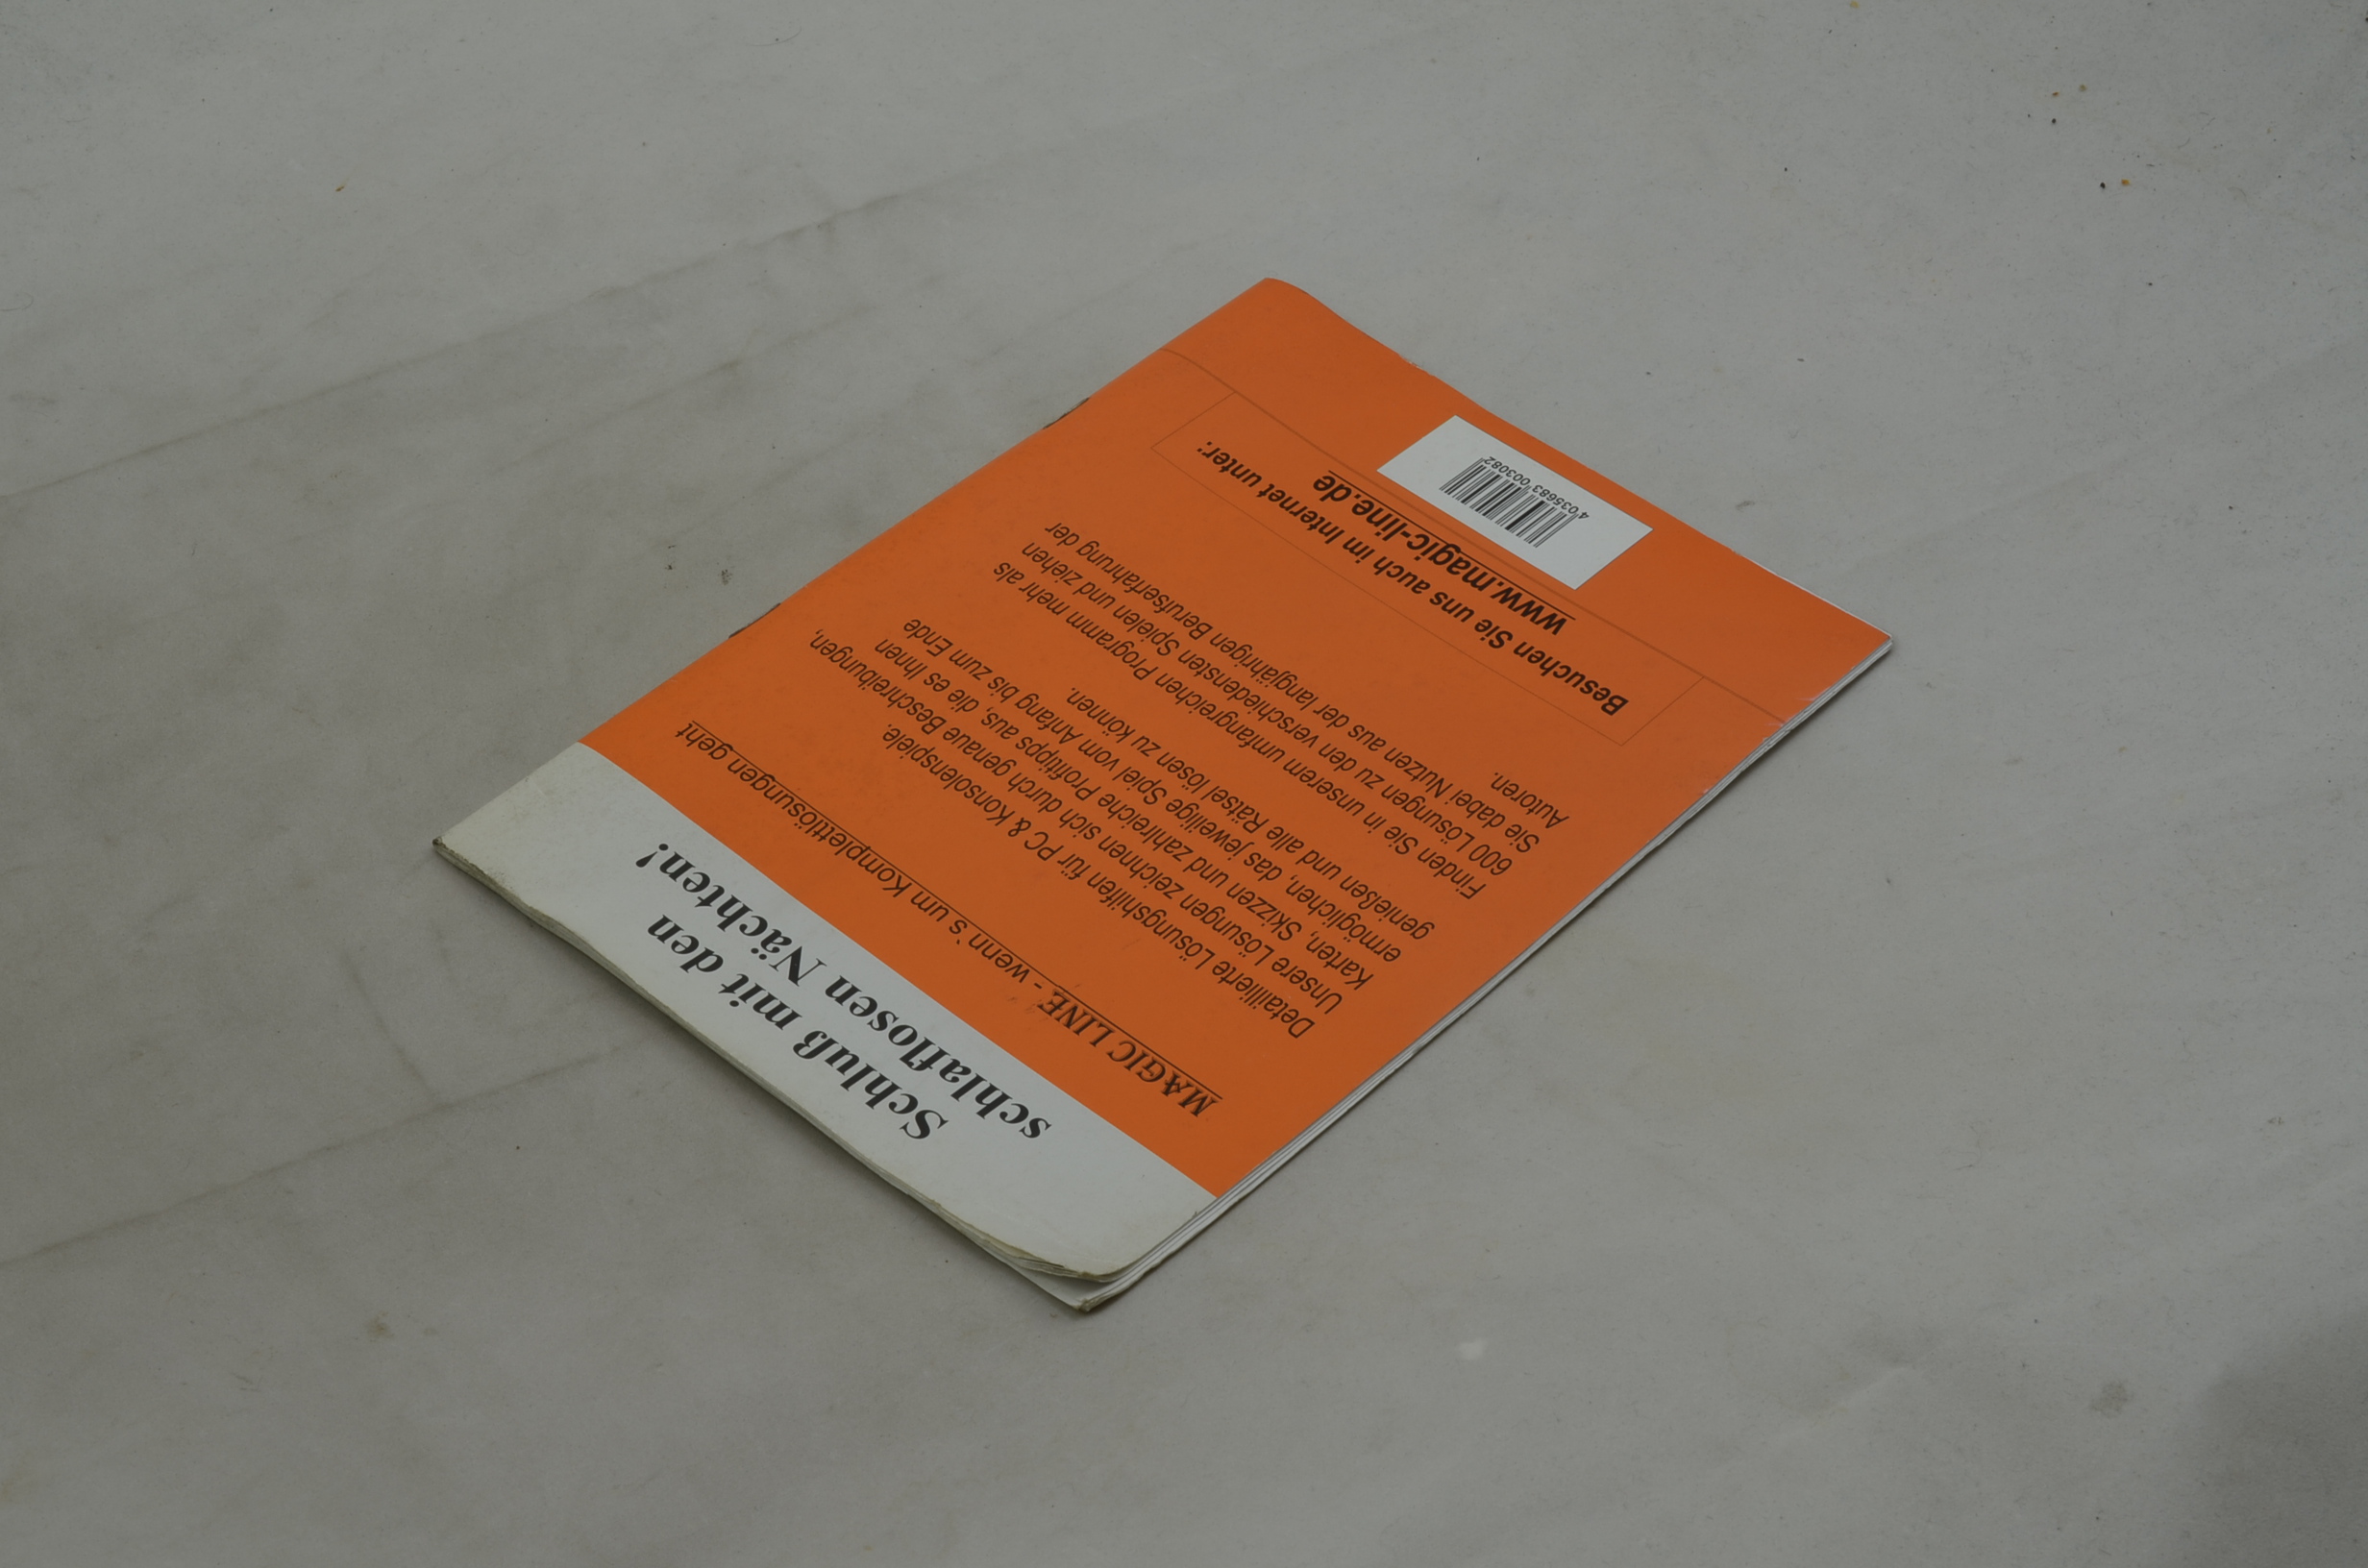 Schluß mit den
schlaflosen Nächten!
MAGIC LINE - wenn`s um Komplettlösungen geht
Detaillierte Lösungshilfen für PC & Konsolenspiele.
Unsere Lösungen zeichnen sich durch genaue Beschreibungen,
Karten, Skizzen und zahlreiche Profitipps aus, die es Ihnen
ermöglichen, das jeweilige Spiel vom Anfang bis zum Ende
genießen und alle Rätsel lösen zu können.
Finden Sie in unserem umfangreichen Programm mehr als
600 Lösungen zu den verschiedensten Spielen und ziehen
Sie dabei Nutzen aus der langjährigen Berufserfahrung der
Autoren.
Besuchen Sie uns auch im Internet unter:
www.magic-line.de
4 035683 003082